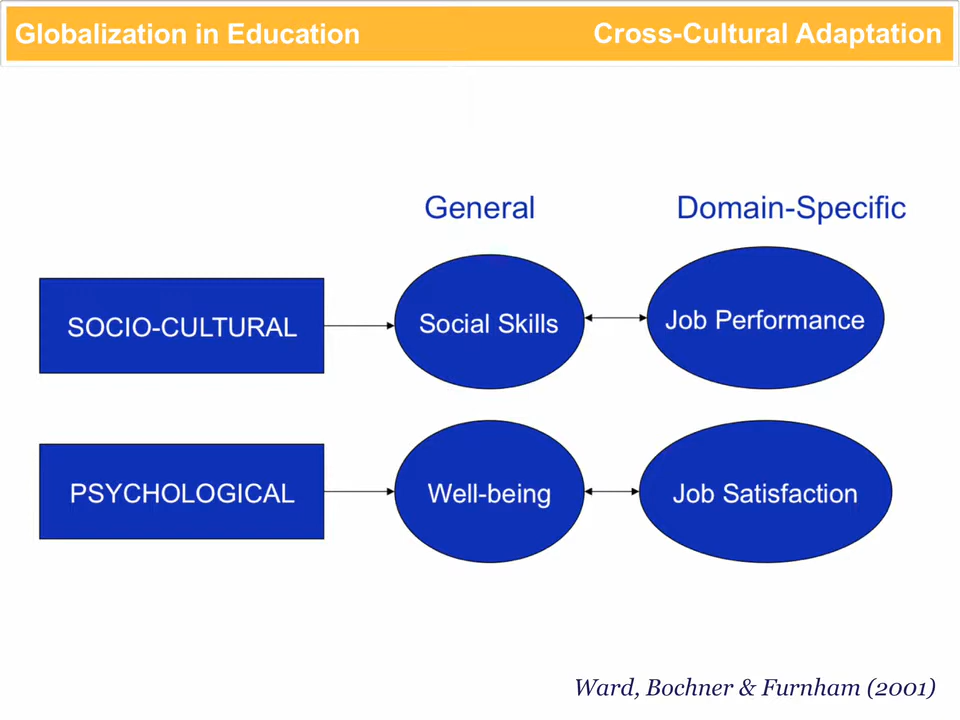 Globalization in Education
Cross-Cultural Adaptation
General
Domain-Specific
SOCIO-CULTURAL
Social Skills
Job Performance
PSYCHOLOGICAL
Well-being
Job Satisfaction
Ward, Bochner & Furnham (2001)